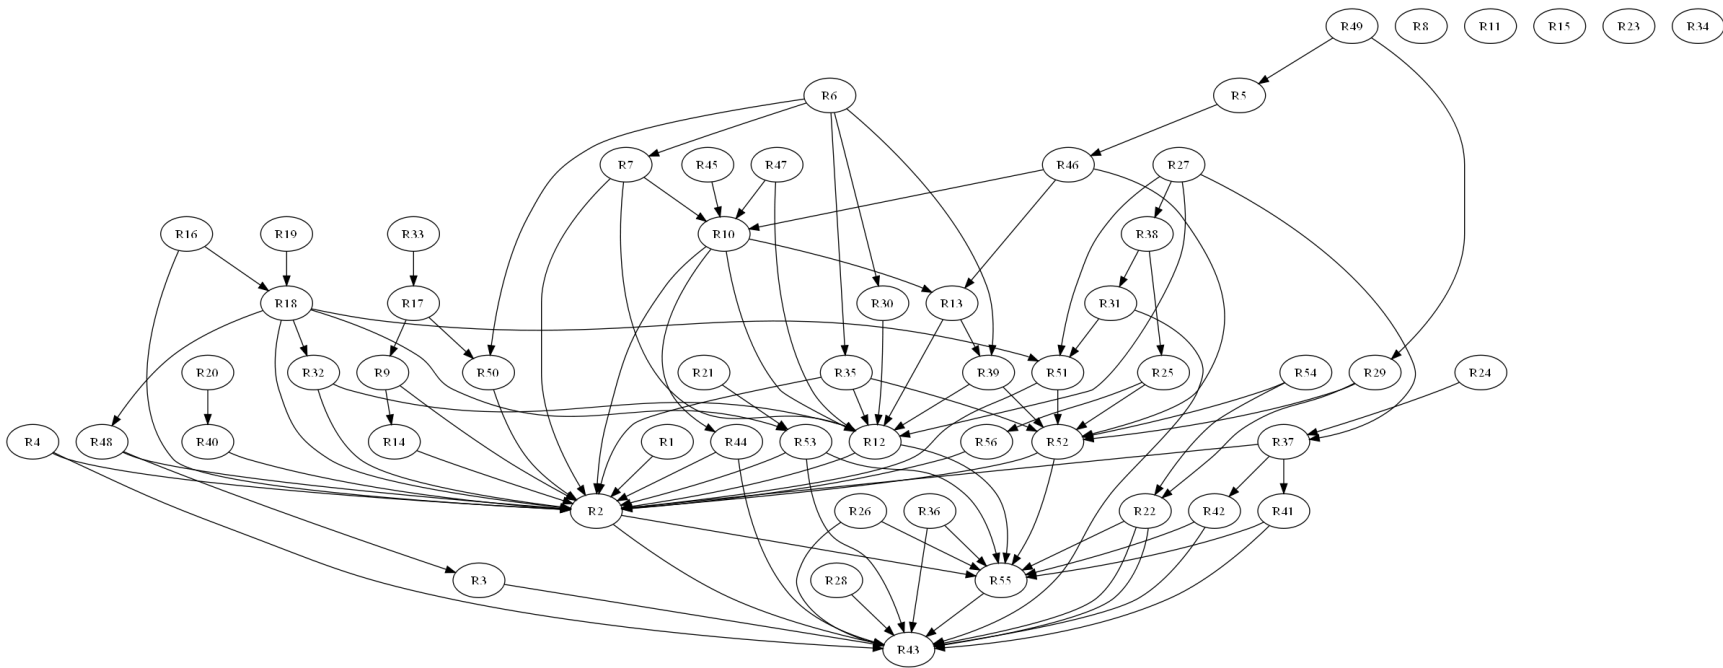 R49 R8 R11 R15 R23 R34
R6 R5
R7 R45 R47 R46 R27
R16 R19 R33 R10 R38
R18 R17 R30 R13 R31
R20 R32 R9 R50 R21 R35 R39 R51 R25 R54 R29 R24
R4 R48 R40 R14 R1 R44 R53 R12 R56 R52 R37
R2 R26 R36 R22 R42 R41
R3 R28 R55
R43